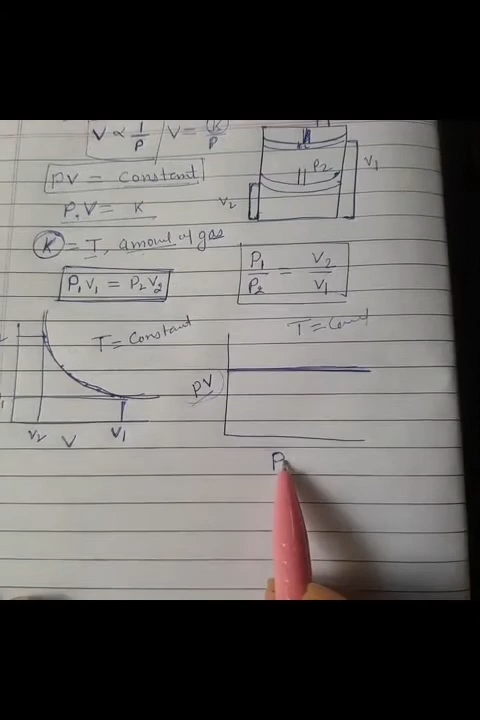 V ∝ 1/P V = K/P
PV = Constant
P.V = K
K = T, amount of gas
P₁V₁ = P₂V₂
P₁/P₂ = V₂/V₁
P₂
V₁
V₂
T = Constant
V₂ V V₁
T = Const
PV
P